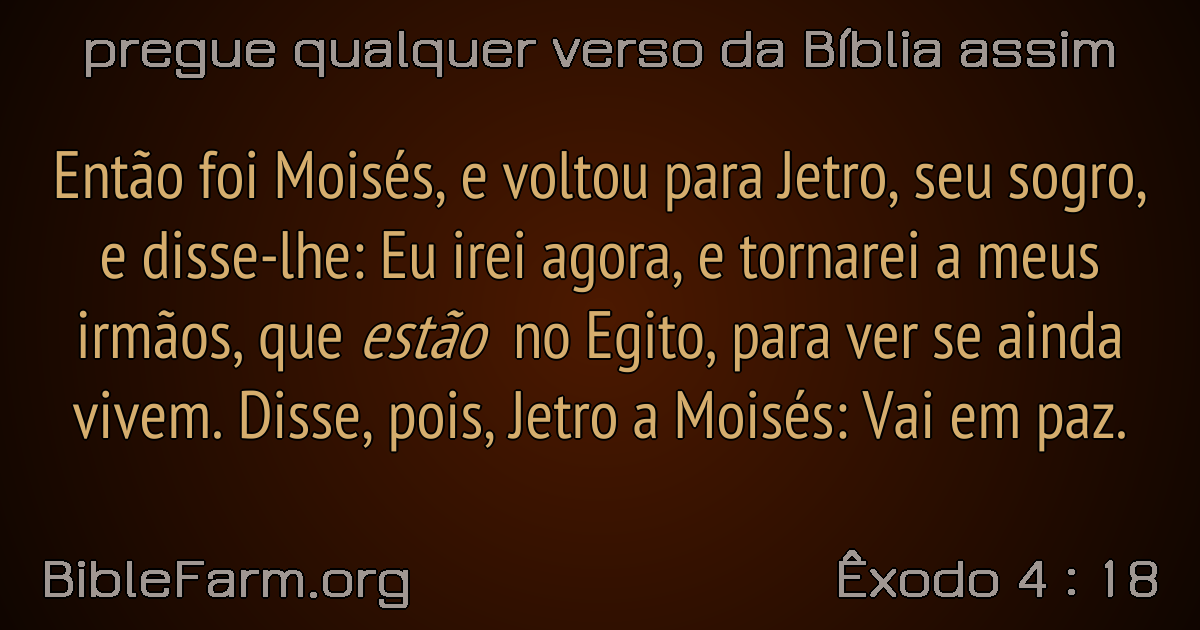 pregue qualquer verso da Bíblia assim
Então foi Moisés, e voltou para Jetro, seu sogro,
e disse-lhe: Eu irei agora, e tornarei a meus
irmãos, que estão no Egito, para ver se ainda
vivem. Disse, pois, Jetro a Moisés: Vai em paz.
BibleFarm.org
Êxodo 4 : 18